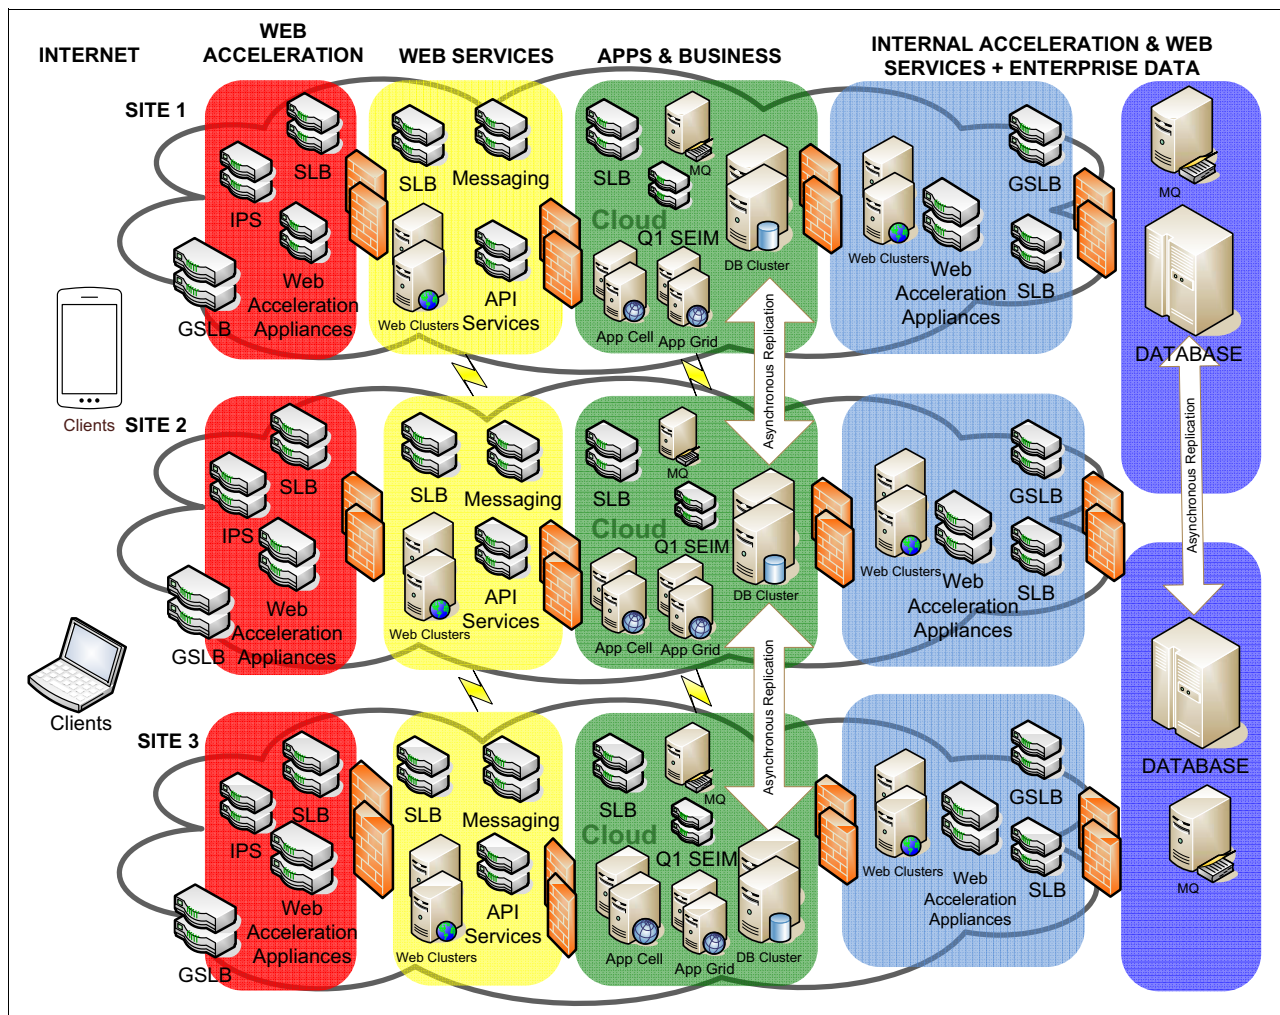 INTERNET
WEB
ACCELERATION
WEB SERVICES
APPS & BUSINESS
INTERNAL ACCELERATION & WEB
SERVICES + ENTERPRISE DATA
SITE 1
SLB
IPS
Web
Acceleration
Appliances
GSLB
SLB
Messaging
Web Clusters
API
Services
SLB
MQ
Cloud
Q1 SEIM
DB Cluster
App Cell
App Grid
Web Clusters
Web
Acceleration
Appliances
GSLB
SLB
MQ
DATABASE
Clients
Asynchronous Replication
Asynchronous Replication
SITE 2
SLB
IPS
Web
Acceleration
Appliances
GSLB
SLB
Messaging
Web Clusters
API
Services
SLB
MQ
Cloud
Q1 SEIM
DB Cluster
App Cell
App Grid
Web Clusters
Web
Acceleration
Appliances
GSLB
SLB
Clients
Asynchronous Replication
SITE 3
SLB
IPS
Web
Acceleration
Appliances
GSLB
SLB
Messaging
Web Clusters
API
Services
SLB
MQ
Cloud
Q1 SEIM
DB Cluster
App Cell
App Grid
Web Clusters
Web
Acceleration
Appliances
GSLB
SLB
DATABASE
MQ